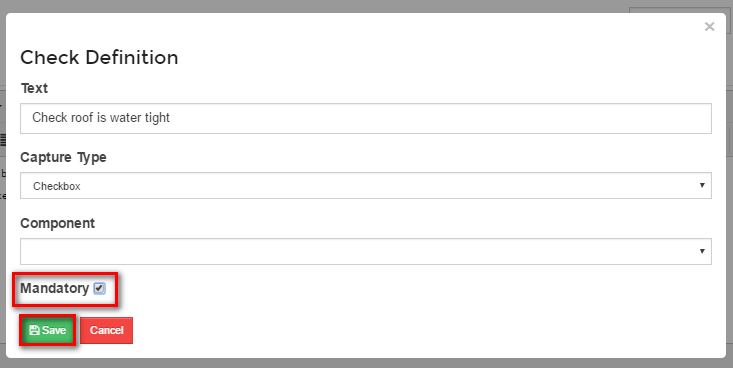 ×
Check Definition
Text
Check roof is water tight
Capture Type
Checkbox
Component
Mandatory
Save Cancel